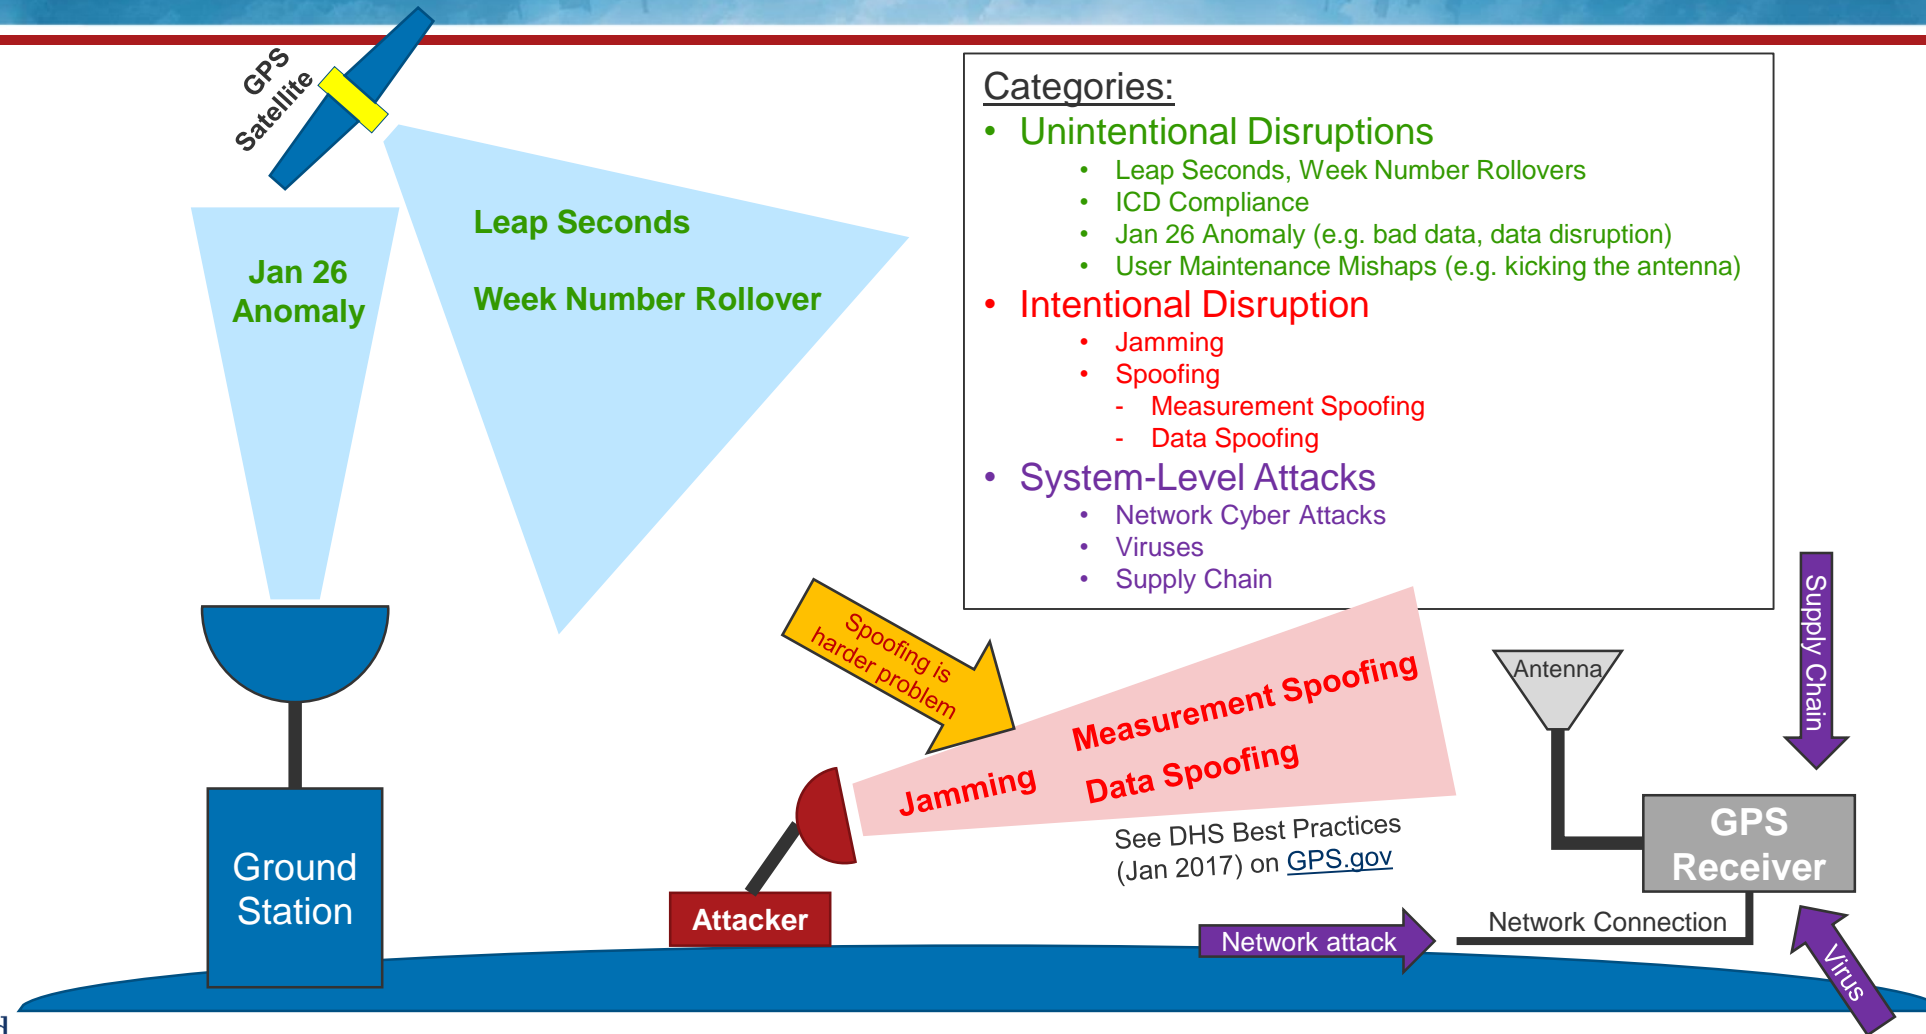 GPS
Satellite
Jan 26
Anomaly
Leap Seconds
Week Number Rollover
Categories:
• Unintentional Disruptions
• Leap Seconds, Week Number Rollovers
• ICD Compliance
• Jan 26 Anomaly (e.g. bad data, data disruption)
• User Maintenance Mishaps (e.g. kicking the antenna)
• Intentional Disruption
• Jamming
• Spoofing
- Measurement Spoofing
- Data Spoofing
• System-Level Attacks
• Network Cyber Attacks
• Viruses
• Supply Chain
Spoofing is
harder problem
Jamming
Measurement Spoofing
Data Spoofing
See DHS Best Practices
(Jan 2017) on GPS.gov
Antenna
Supply Chain
GPS
Receiver
Ground
Station
Attacker
Network attack
Network Connection
Virus